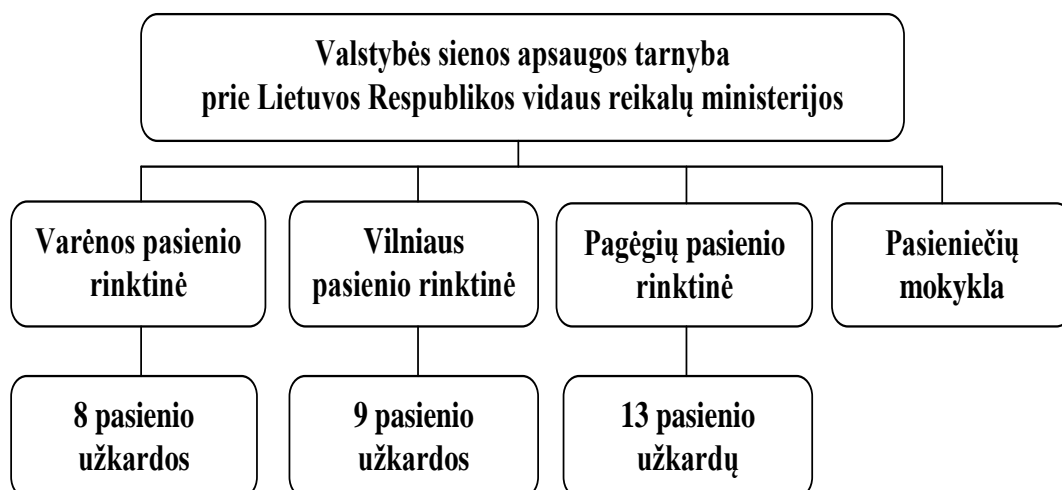 Valstybės sienos apsaugos tarnyba
prie Lietuvos Respublikos vidaus reikalų ministerijos
Varėnos pasienio
rinktinė
Vilniaus
pasienio rinktinė
Pagėgių pasienio
rinktinė
Pasieniečių
mokykla
8 pasienio
užkardos
9 pasienio
užkardos
13 pasienio
užkardų